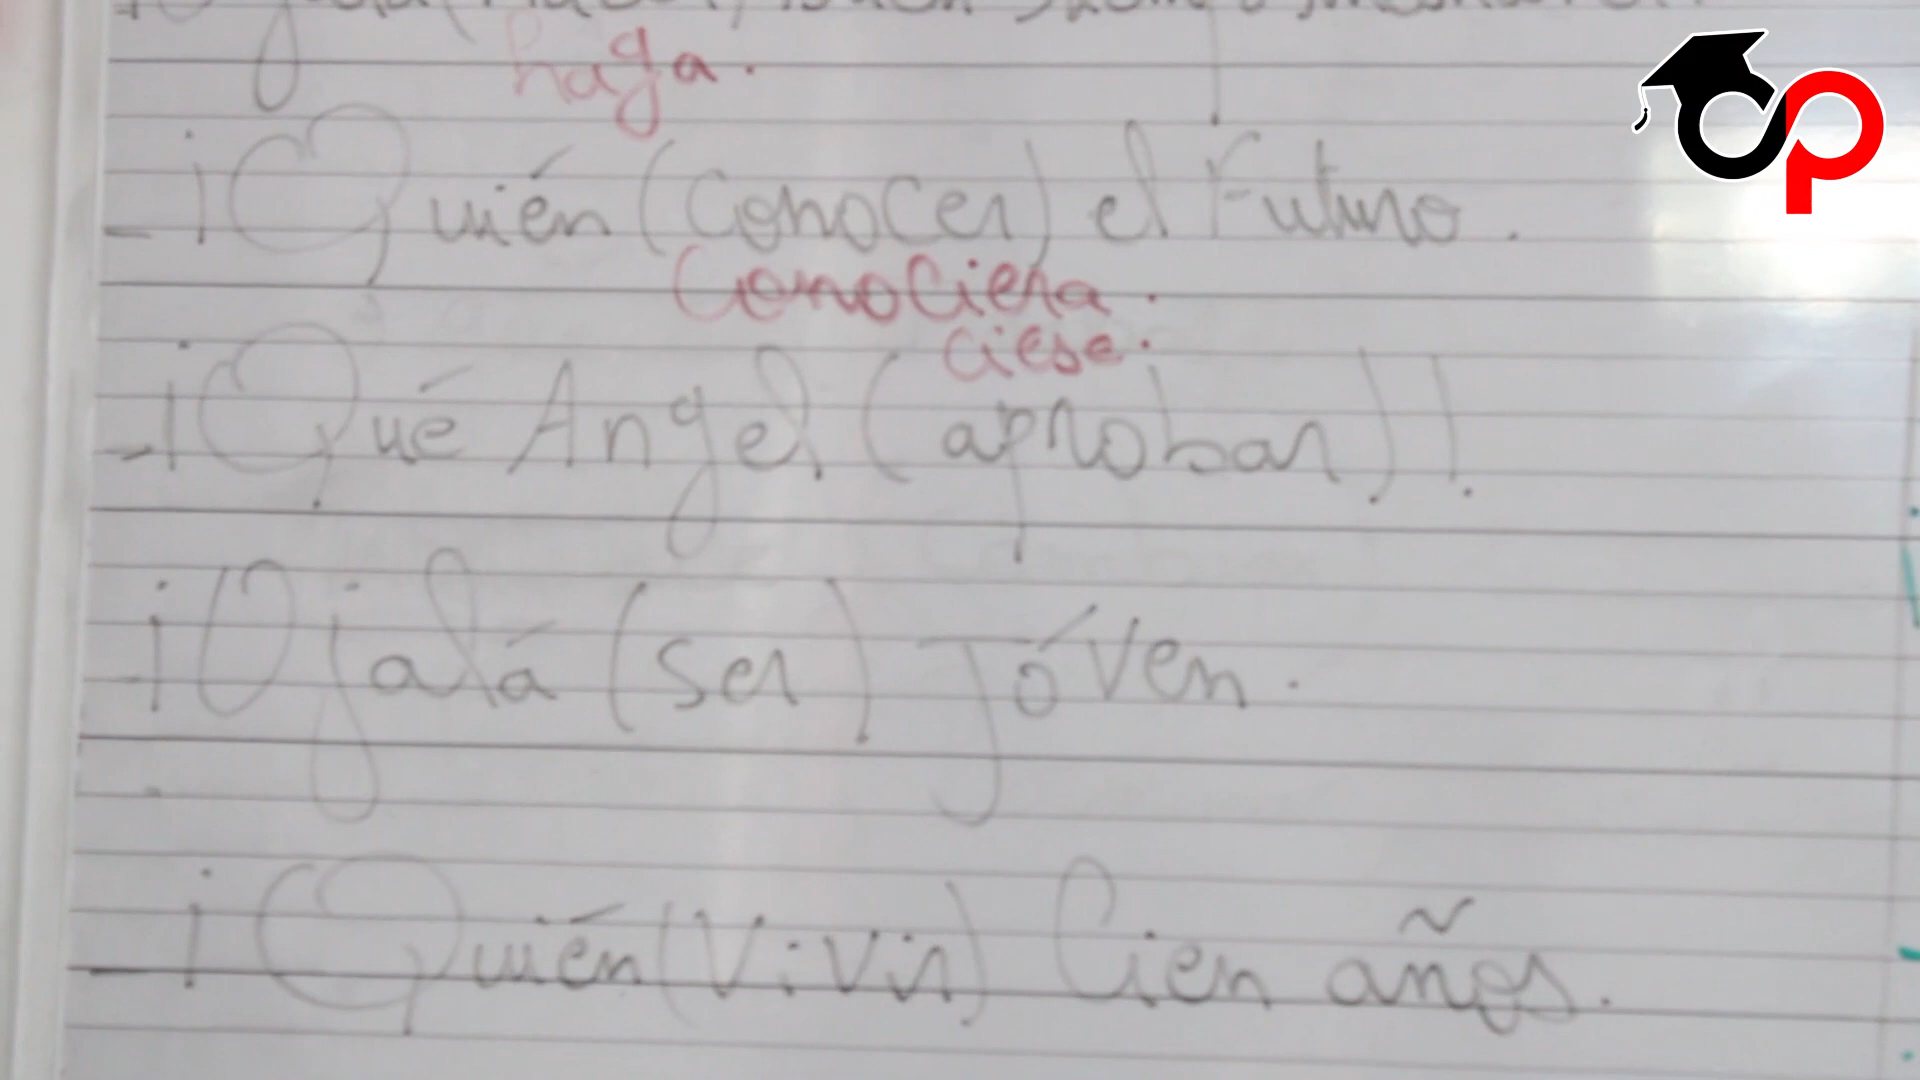 haga.
- ¡Quién (conocer) el Futuro.
Conociera.
ciese.
- ¡Qué Angel (aprobar)!
¡Ojalá (ser) Jóven.
- ¡Quién (Vivir) Cien años.